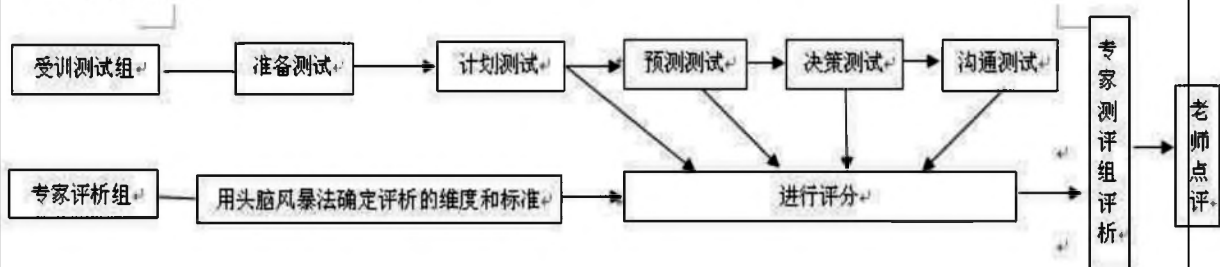 受训测试组
准备测试
计划测试
预测测试
决策测试
沟通测试
专家评析组
用头脑风暴法确定评析的维度和标准
进行评分
专家测评组评析
老师点评